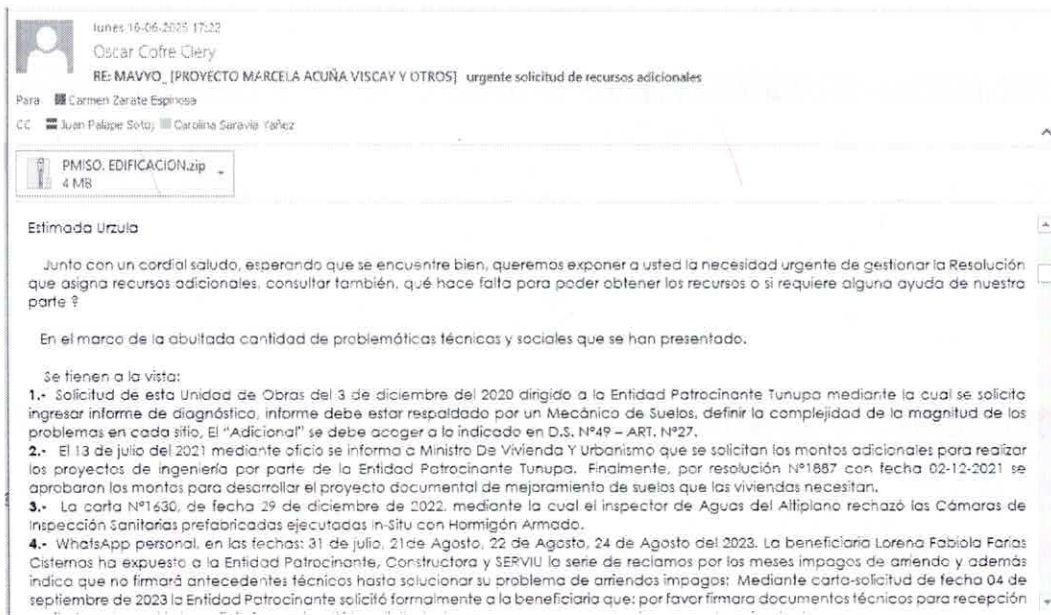 lunes 16-06-2025 17:22
Oscar Cofre Clery
RE: MAVYO_ [PROYECTO MARCELA ACUÑA VISCAY Y OTROS] urgente solicitud de recursos adicionales
Para Carmen Zarate Espinosa
CC Juan Palape Soto; Carolina Saravia Yañez
PMISO. EDIFICACION.zip
4 MB
Estimada Urzula
Junto con un cordial saludo, esperando que se encuentre bien, queremos exponer a usted la necesidad urgente de gestionar la Resolución
que asigna recursos adicionales, consultar también, qué hace falta para poder obtener los recursos o si requiere alguna ayuda de nuestra
parte ?
En el marco de la abultada cantidad de problemáticas técnicas y sociales que se han presentado.
Se tienen a la vista:
1.- Solicitud de esta Unidad de Obras del 3 de diciembre del 2020 dirigido a la Entidad Patrocinante Tunupa mediante la cual se solicita
ingresar informe de diagnóstico, informe debe estar respaldado por un Mecánico de Suelos, definir la complejidad de la magnitud de los
problemas en cada sitio, El "Adicional" se debe acoger a lo indicado en D.S. N°49 – ART. N°27.
2.- El 13 de julio del 2021 mediante oficio se informa a Ministro De Vivienda Y Urbanismo que se solicitan los montos adicionales para realizar
los proyectos de ingeniería por parte de la Entidad Patrocinante Tunupa. Finalmente, por resolución N°1887 con fecha 02-12-2021 se
aprobaron los montos para desarrollar el proyecto documental de mejoramiento de suelos que las viviendas necesitan.
3.- La carta N°1630, de fecha 29 de diciembre de 2022, mediante la cual el inspector de Aguas del Altiplano rechazó las Cámaras de
Inspección Sanitarias prefabricadas ejecutadas In-Situ con Hormigón Armado.
4.- WhatsApp personal, en las fechas: 31 de julio, 21de Agosto, 22 de Agosto, 24 de Agosto del 2023. La beneficiaria Lorena Fabiola Farias
Cisternas ha expuesto a la Entidad Patrocinante, Constructora y SERVIU la serie de reclamos por los meses impagos de arriendo y además
indica que no firmará antecedentes técnicos hasta solucionar su problema de arriendos impagos; Mediante carta-solicitud de fecha 04 de
septiembre de 2023 la Entidad Patrocinante solicitó formalmente a la beneficiaria que: por favor firmara documentos técnicos para recepción